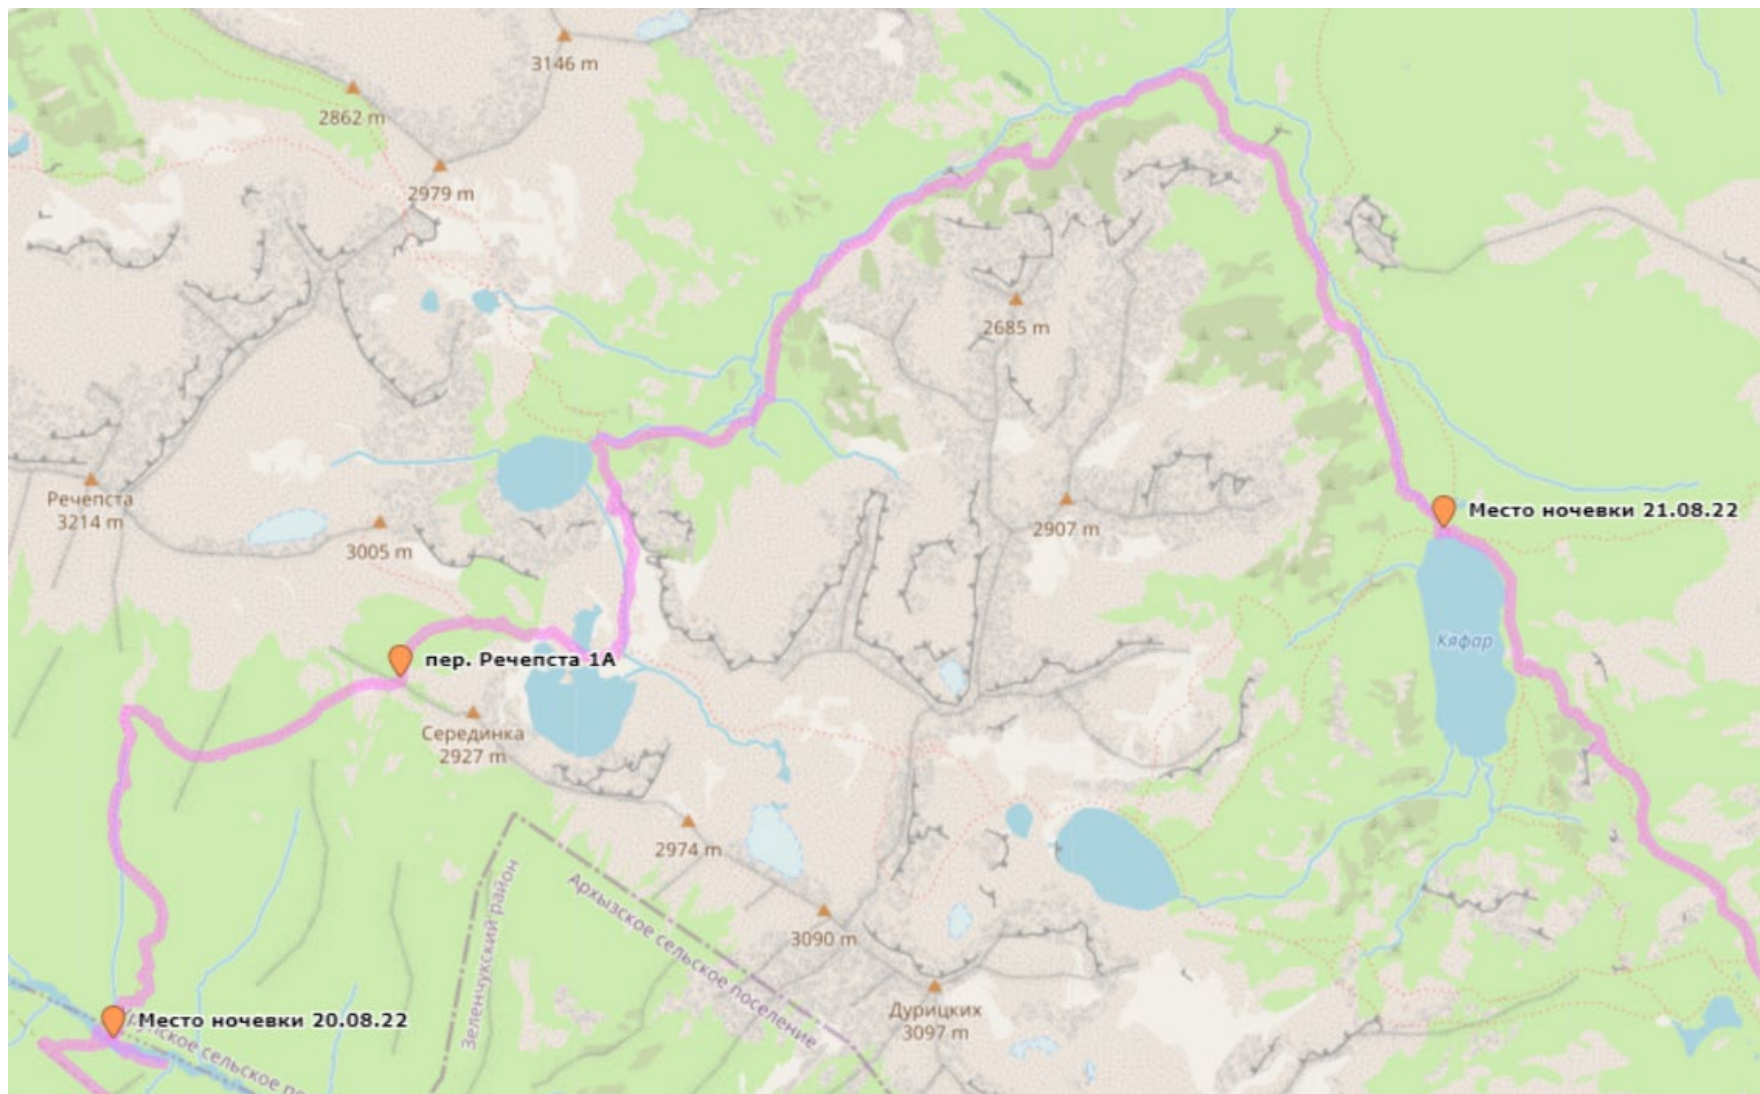 3146 m
2862 m
2979 m
2685 m
Речепста
3214 m
3005 m
2907 m
Место ночевки 21.08.22
Кяфар
пер. Речепста 1А
Серединка
2927 m
2974 m
Зеленчукский район
Архызское сельское поселение
3090 m
Дурицких
3097 m
Место ночевки 20.08.22
сельское